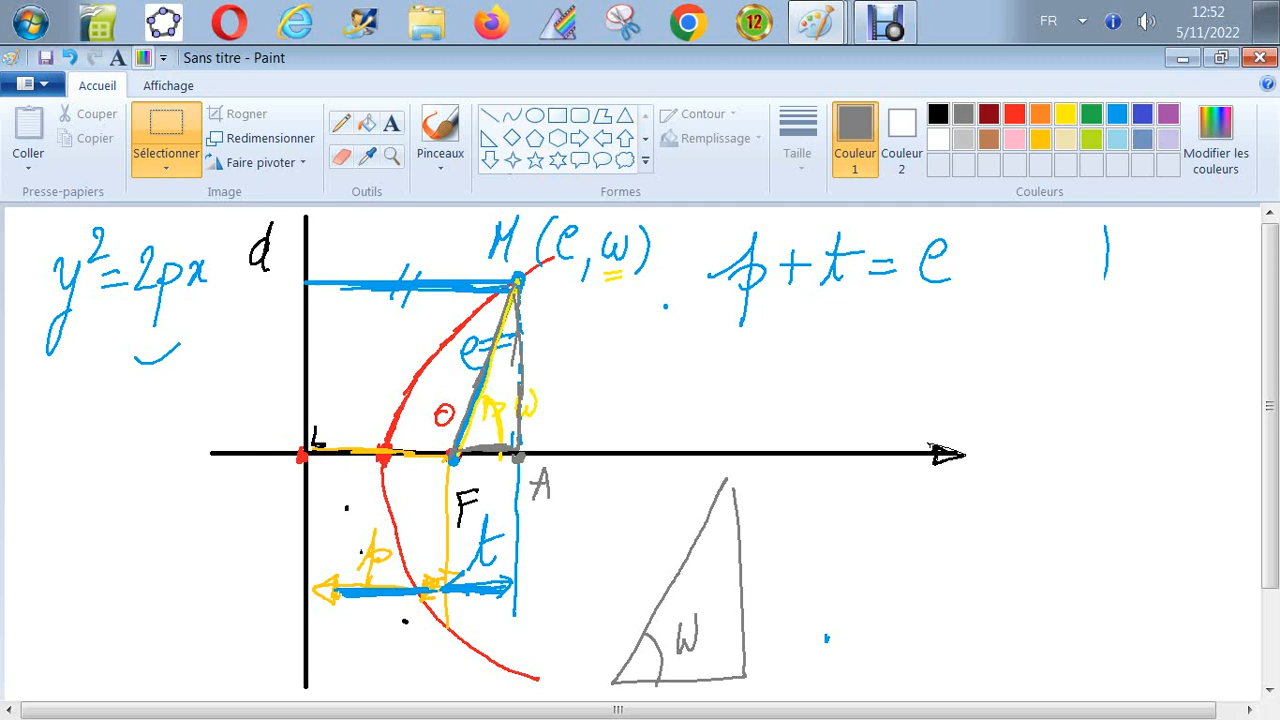 12
FR
12:52
5/11/2022
Sans titre - Paint
Accueil
Affichage
Coller
Couper
Copier
Presse-papiers
Sélectionner
Rogner
Redimensionner
Faire pivoter
Image
A
Outils
Pinceaux
Contour
Remplissage
Formes
Taille
Couleur 1
Couleur 2
Modifier les couleurs
Couleurs
y²=2px
d
M (e, w)
p+t=e
e
w
F
A
p
t
W